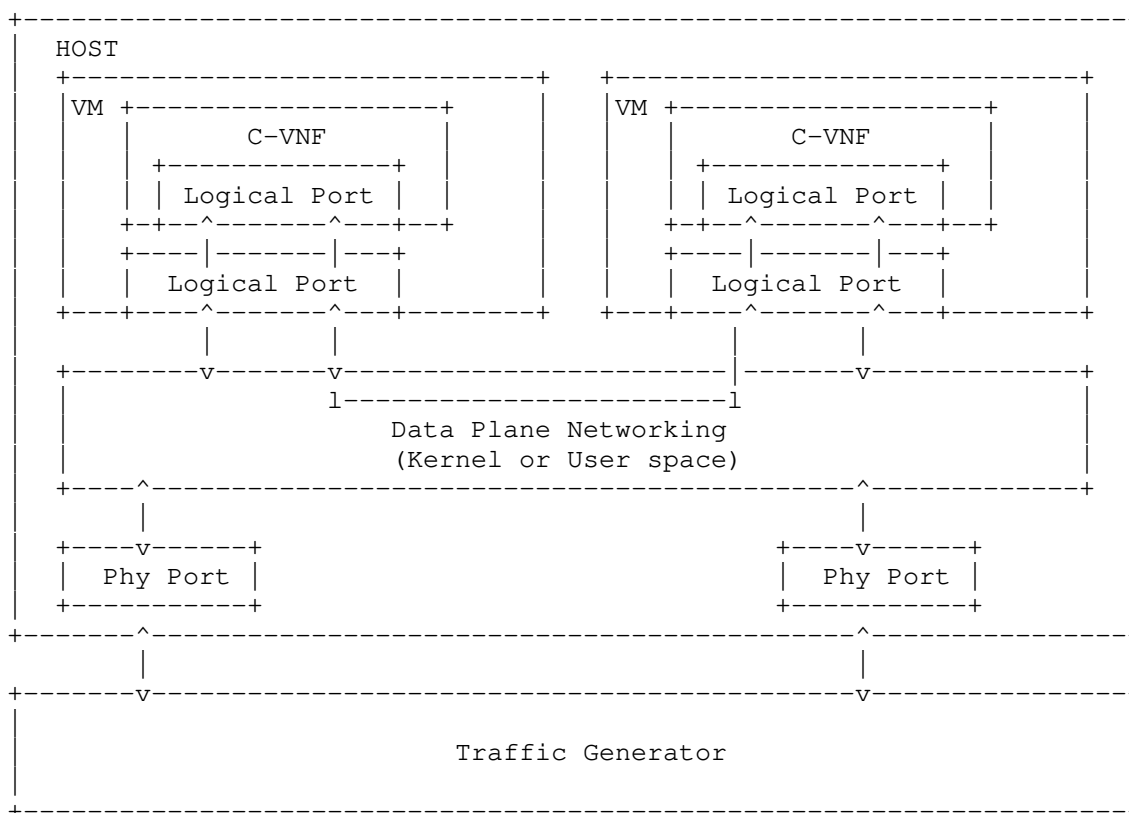 HOST
VM VM
C-VNF C-VNF
Logical Port Logical Port
Logical Port Logical Port
Data Plane Networking
(Kernel or User space)
Phy Port Phy Port
Traffic Generator